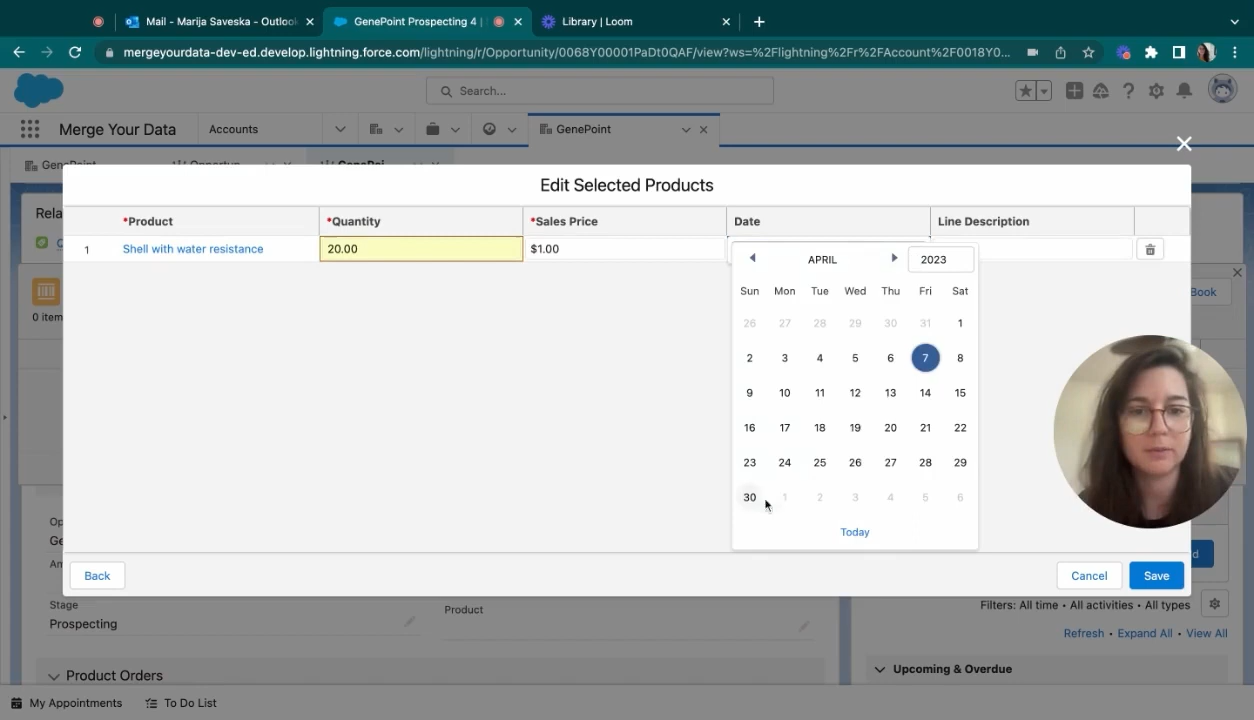 Mail - Marija Saveska - Outlook
GenePoint Prospecting 4 |
Library | Loom
mergeyourdata-dev-ed.develop.lightning.force.com/lightning/r/Opportunity/0068Y00001PaDt0QAF/view?ws=%2Flightning%2Fr%2FAccount%2F0018Y0...
Search...
Merge Your Data
Accounts
GenePoint
GenePoint
Opportun
GenePoi
Edit Selected Products
Rela
*Product *Quantity *Sales Price Date Line Description
1 Shell with water resistance 20.00 $1.00
APRIL 2023
Sun Mon Tue Wed Thu Fri Sat
26 27 28 29 30 31 1
2 3 4 5 6 7 8
9 10 11 12 13 14 15
16 17 18 19 20 21 22
23 24 25 26 27 28 29
30 1 2 3 4 5 6
Today
Book
0 item
Op
Ge
Am
d
Back Cancel Save
Stage
Prospecting
Product
Filters: All time • All activities • All types
Refresh • Expand All • View All
Product Orders
Upcoming & Overdue
My Appointments
To Do List